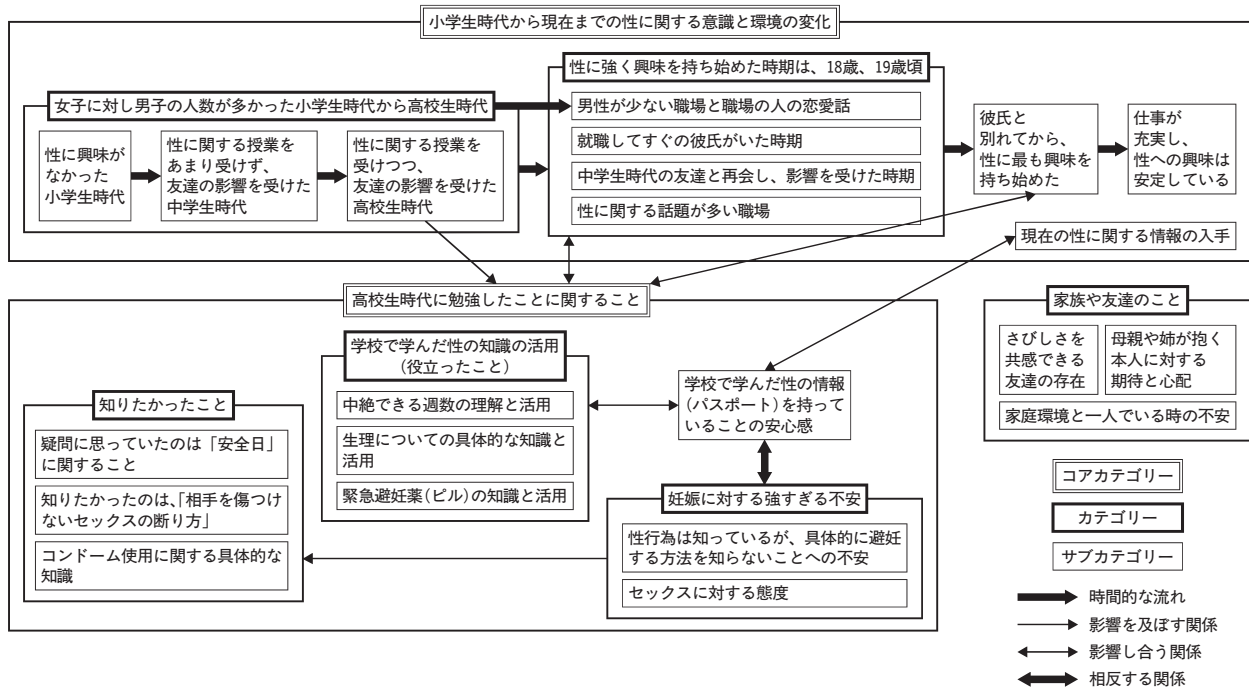 小学生時代から現在までの性に関する意識と環境の変化
女子に対し男子の人数が多かった小学生時代から高校生時代
性に興味が
なかった
小学生時代
性に関する授業を
あまり受けず、
友達の影響を受けた
中学生時代
性に関する授業を
受けつつ、
友達の影響を受けた
高校生時代
性に強く興味を持ち始めた時期は、18歳、19歳頃
男性が少ない職場と職場の人の恋愛話
就職してすぐの彼氏がいた時期
中学生時代の友達と再会し、影響を受けた時期
性に関する話題が多い職場
彼氏と
別れてから、
性に最も興味を
持ち始めた
仕事が
充実し、
性への興味は
安定している
現在の性に関する情報の入手
高校生時代に勉強したことに関すること
学校で学んだ性の知識の活用
（役立ったこと）
中絶できる週数の理解と活用
生理についての具体的な知識と
活用
緊急避妊薬（ピル）の知識と活用
学校で学んだ性の情報
（パスポート）を持って
いることの安心感
知りたかったこと
疑問に思っていたのは「安全日」
に関すること
知りたかったのは、「相手を傷つけ
ないセックスの断り方」
コンドーム使用に関する具体的な
知識
妊娠に対する強すぎる不安
性行為は知っているが、具体的に避妊
する方法を知らないことへの不安
セックスに対する態度
家族や友達のこと
さびしさを
共感できる
友達の存在
母親や姉が抱く
本人に対する
期待と心配
家庭環境と一人でいる時の不安
コアカテゴリー
カテゴリー
サブカテゴリー
時間的な流れ
影響を及ぼす関係
影響し合う関係
相反する関係